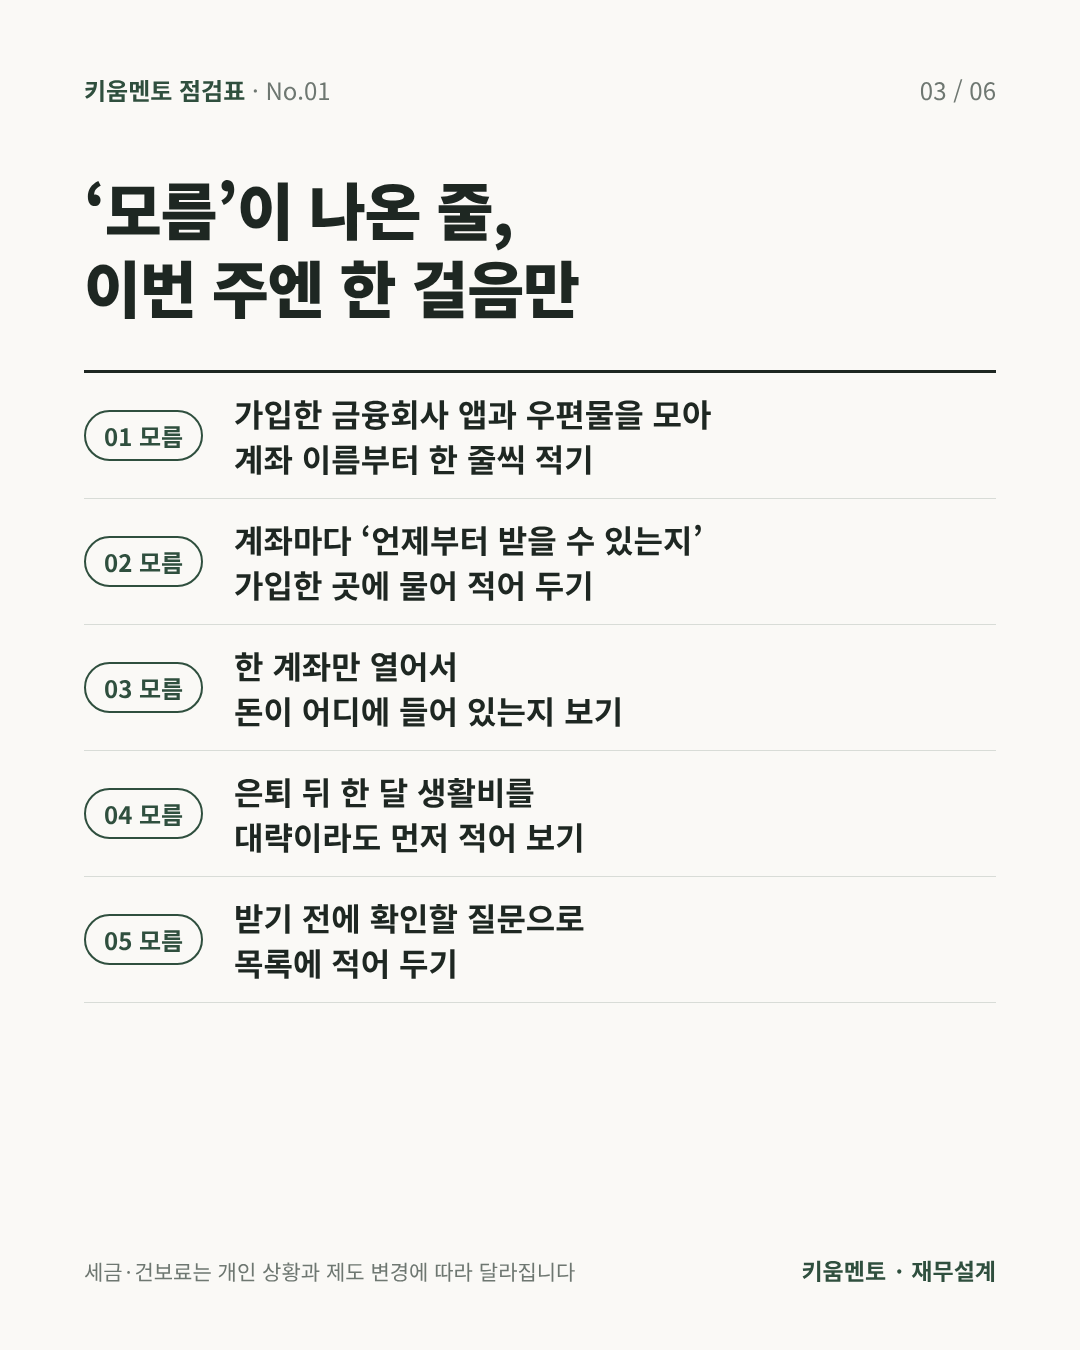 키움멘토 점검표 · No.01
03 / 06
‘모름’이 나온 줄,
이번 주엔 한 걸음만
01 모름
가입한 금융회사 앱과 우편물을 모아
계좌 이름부터 한 줄씩 적기
02 모름
계좌마다 ‘언제부터 받을 수 있는지’
가입한 곳에 물어 적어 두기
03 모름
한 계좌만 열어서
돈이 어디에 들어 있는지 보기
04 모름
은퇴 뒤 한 달 생활비를
대략이라도 먼저 적어 보기
05 모름
받기 전에 확인할 질문으로
목록에 적어 두기
세금·건보료는 개인 상황과 제도 변경에 따라 달라집니다
키움멘토 · 재무설계